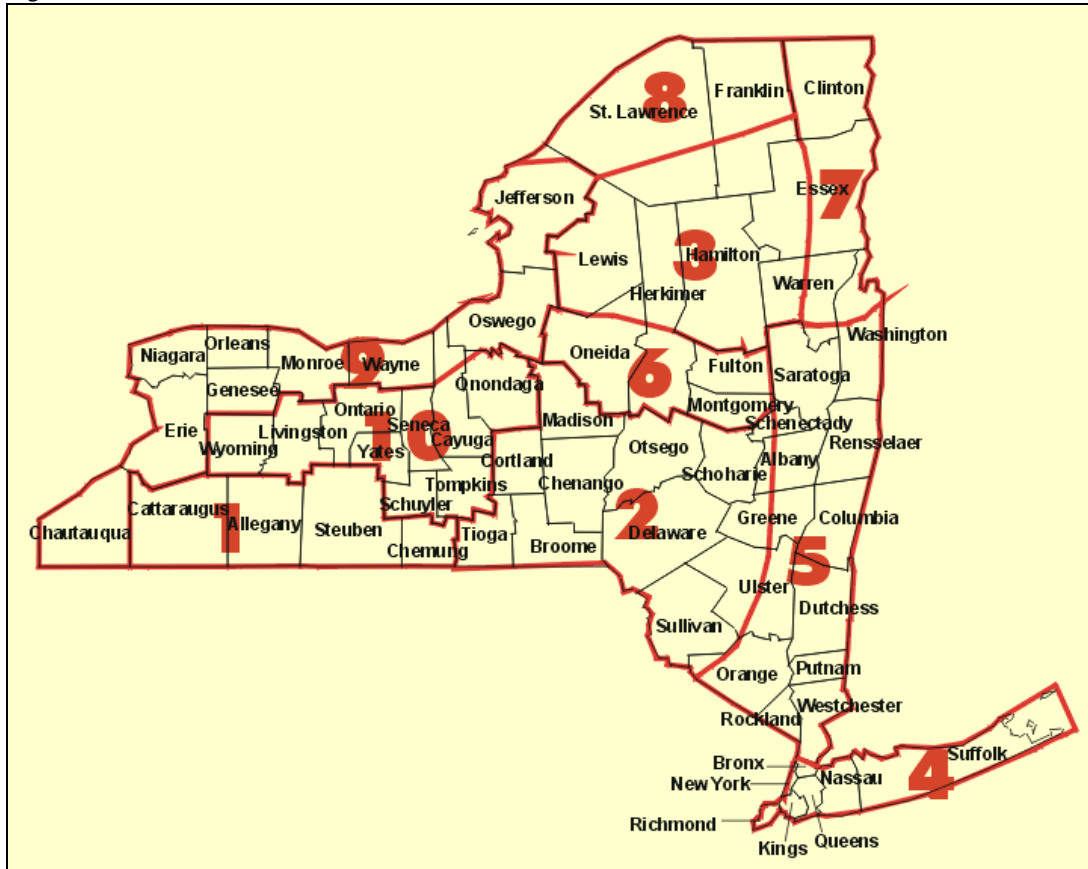 8
Franklin
Clinton
St. Lawrence
Essex
7
Jefferson
Lewis
3
Hamilton
Herkimer
Warren
Oswego
Washington
Niagara
Orleans
Monroe
9
Wayne
Oneida
6
Fulton
Saratoga
Genesee
Onondaga
Montgomery
Ontario
Seneca
Madison
Schenectady
Erie
Wyoming
Livingston
10
Cayuga
Otsego
Rensselaer
Yates
Cortland
Albany
Tompkins
Chenango
Schoharie
Cattaraugus
Schuyler
Chautauqua
1
Allegany
Steuben
Tioga
2
Delaware
Greene
Columbia
Chemung
Broome
5
Ulster
Dutchess
Sullivan
Orange
Putnam
Rockland
Westchester
Bronx
Suffolk
New York
Nassau
4
Richmond
Kings
Queens